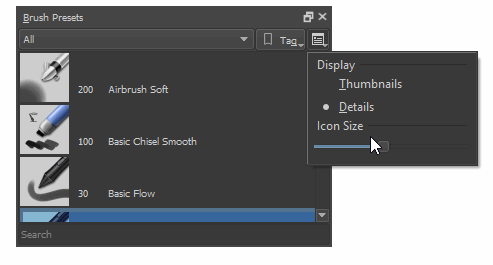 Brush Presets
All
Tag
Display
Thumbnails
Details
Icon Size
200 Airbrush Soft
100 Basic Chisel Smooth
30 Basic Flow
Search